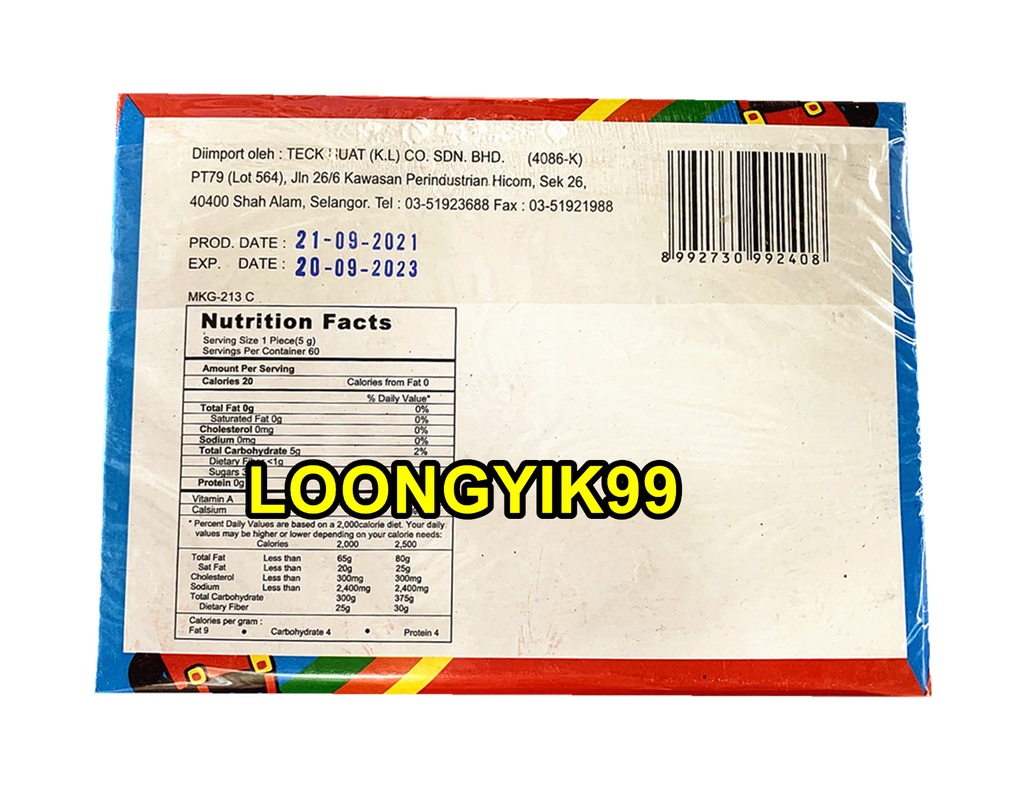 Diimport oleh : TECK HUAT (K.L) CO. SDN. BHD. (4086-K)
PT79 (Lot 564), Jln 26/6 Kawasan Perindustrian Hicom, Sek 26,
40400 Shah Alam, Selangor. Tel : 03-51923688 Fax : 03-51921988
8 992730 992408
PROD. DATE : 21-09-2021
EXP. DATE : 20-09-2023
MKG-213 C
Nutrition Facts
Serving Size 1 Piece(5 g)
Servings Per Container 60
Amount Per Serving
Calories 20 Calories from Fat 0
% Daily Value*
Total Fat 0g 0%
Saturated Fat 0g 0%
Cholesterol 0mg 0%
Sodium 0mg 0%
Total Carbohydrate 5g 2%
Dietary Fiber <1g
Sugars
Protein 0g
LOONGYIK99
Vitamin A
Calsium
* Percent Daily Values are based on a 2,000calorie diet. Your daily
values may be higher or lower depending on your calorie needs:
Calories 2,000 2,500
Total Fat Less than 65g 80g
Sat Fat Less than 20g 25g
Cholesterol Less than 300mg 300mg
Sodium Less than 2,400mg 2,400mg
Total Carbohydrate 300g 375g
Dietary Fiber 25g 30g
Calories per gram :
Fat 9 • Carbohydrate 4 • Protein 4